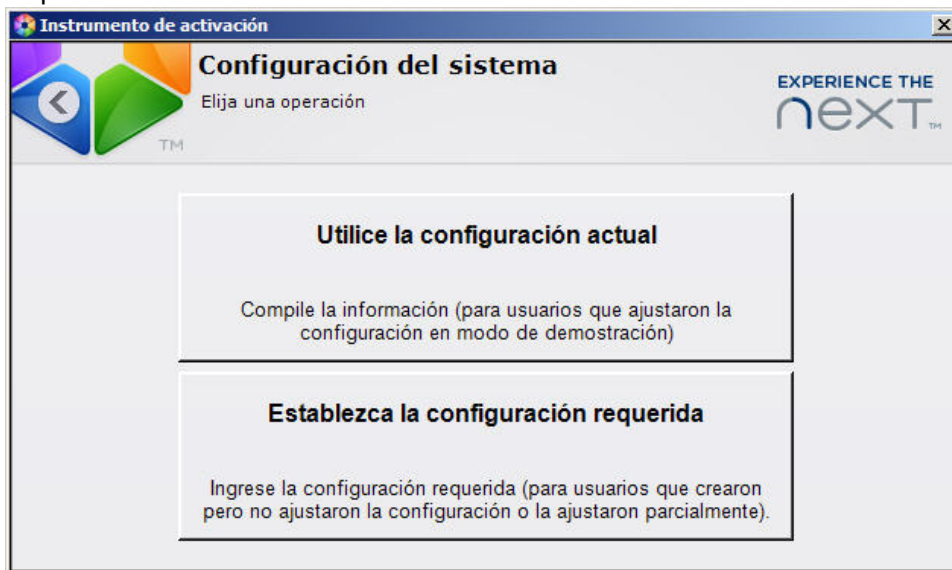 Instrumento de activación
Configuración del sistema
Elija una operación
EXPERIENCE THE
nexT™
TM
Utilice la configuración actual
Compile la información (para usuarios que ajustaron la
configuración en modo de demostración)
Establezca la configuración requerida
Ingrese la configuración requerida (para usuarios que crearon
pero no ajustaron la configuración o la ajustaron parcialmente).